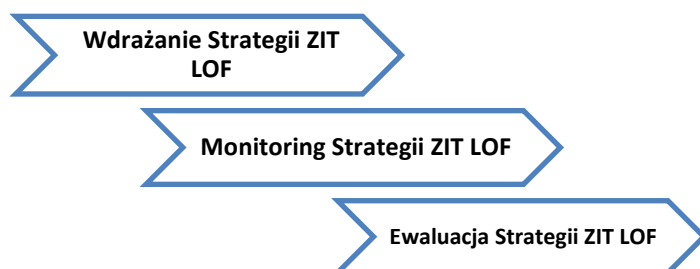 Wdrażanie Strategii ZIT
LOF
Monitoring Strategii ZIT LOF
Ewaluacja Strategii ZIT LOF